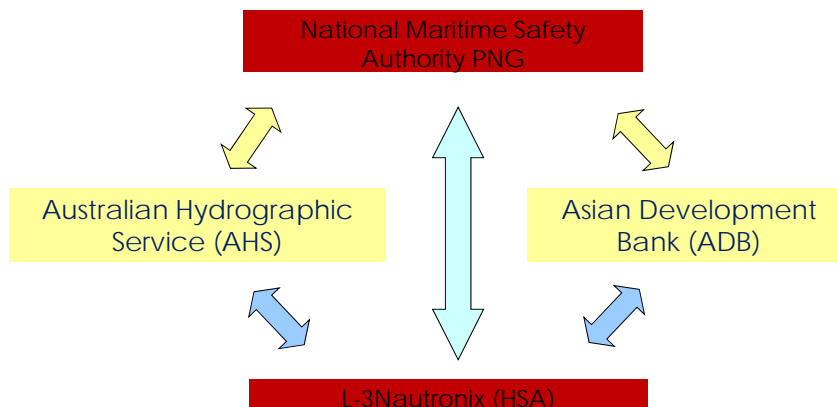 National Maritime Safety
Authority PNG
Australian Hydrographic
Service (AHS)
Asian Development
Bank (ADB)
L-3Nautronix (HSA)